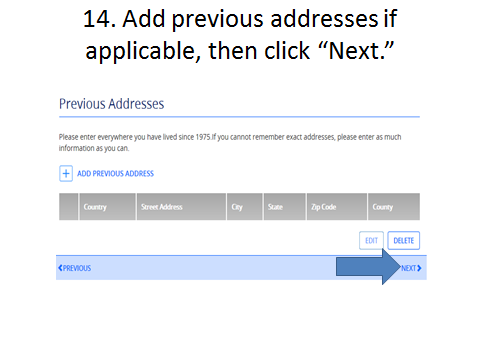 14. Add previous addresses if
applicable, then click “Next.”
Previous Addresses
Please enter everywhere you have lived since 1975.If you cannot remember exact addresses, please enter as much
information as you can.
+ ADD PREVIOUS ADDRESS
Country Street Address City State Zip Code County
EDIT DELETE
PREVIOUS NEXT